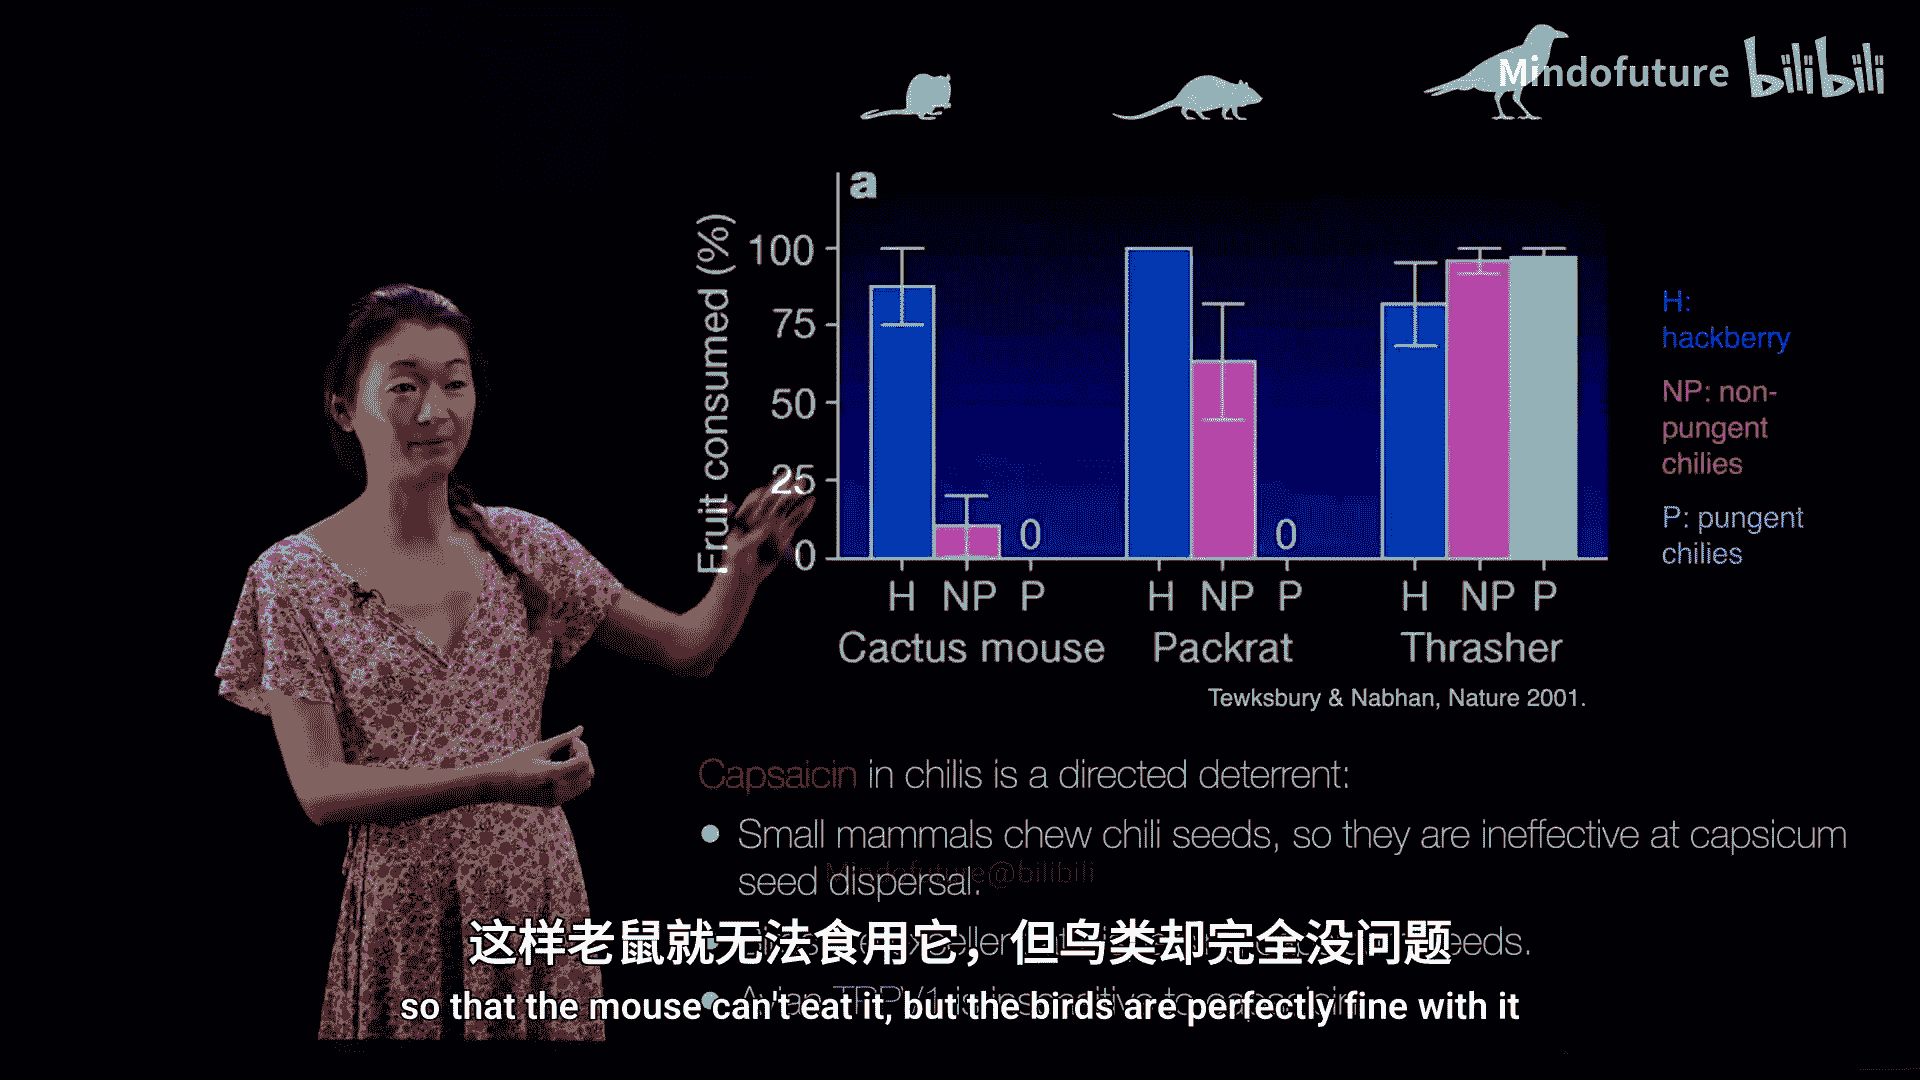 Mindofuture bilibili
a
Fruit consumed (%)
100
75
50
25
0
0
0
H NP P
H NP P
H NP P
Cactus mouse
Packrat
Thrasher
H:
hackberry
NP: non-
pungent
chilies
P: pungent
chilies
Tewksbury & Nabhan, Nature 2001.
Capsaicin in chilis is a directed deterrent:
Small mammals chew chili seeds, so they are ineffective at capsicum
seed dispersal.
Mindofuture@bilibili
这样老鼠就无法食用它，但鸟类却完全没问题
so that the mouse can't eat it, but the birds are perfectly fine with it